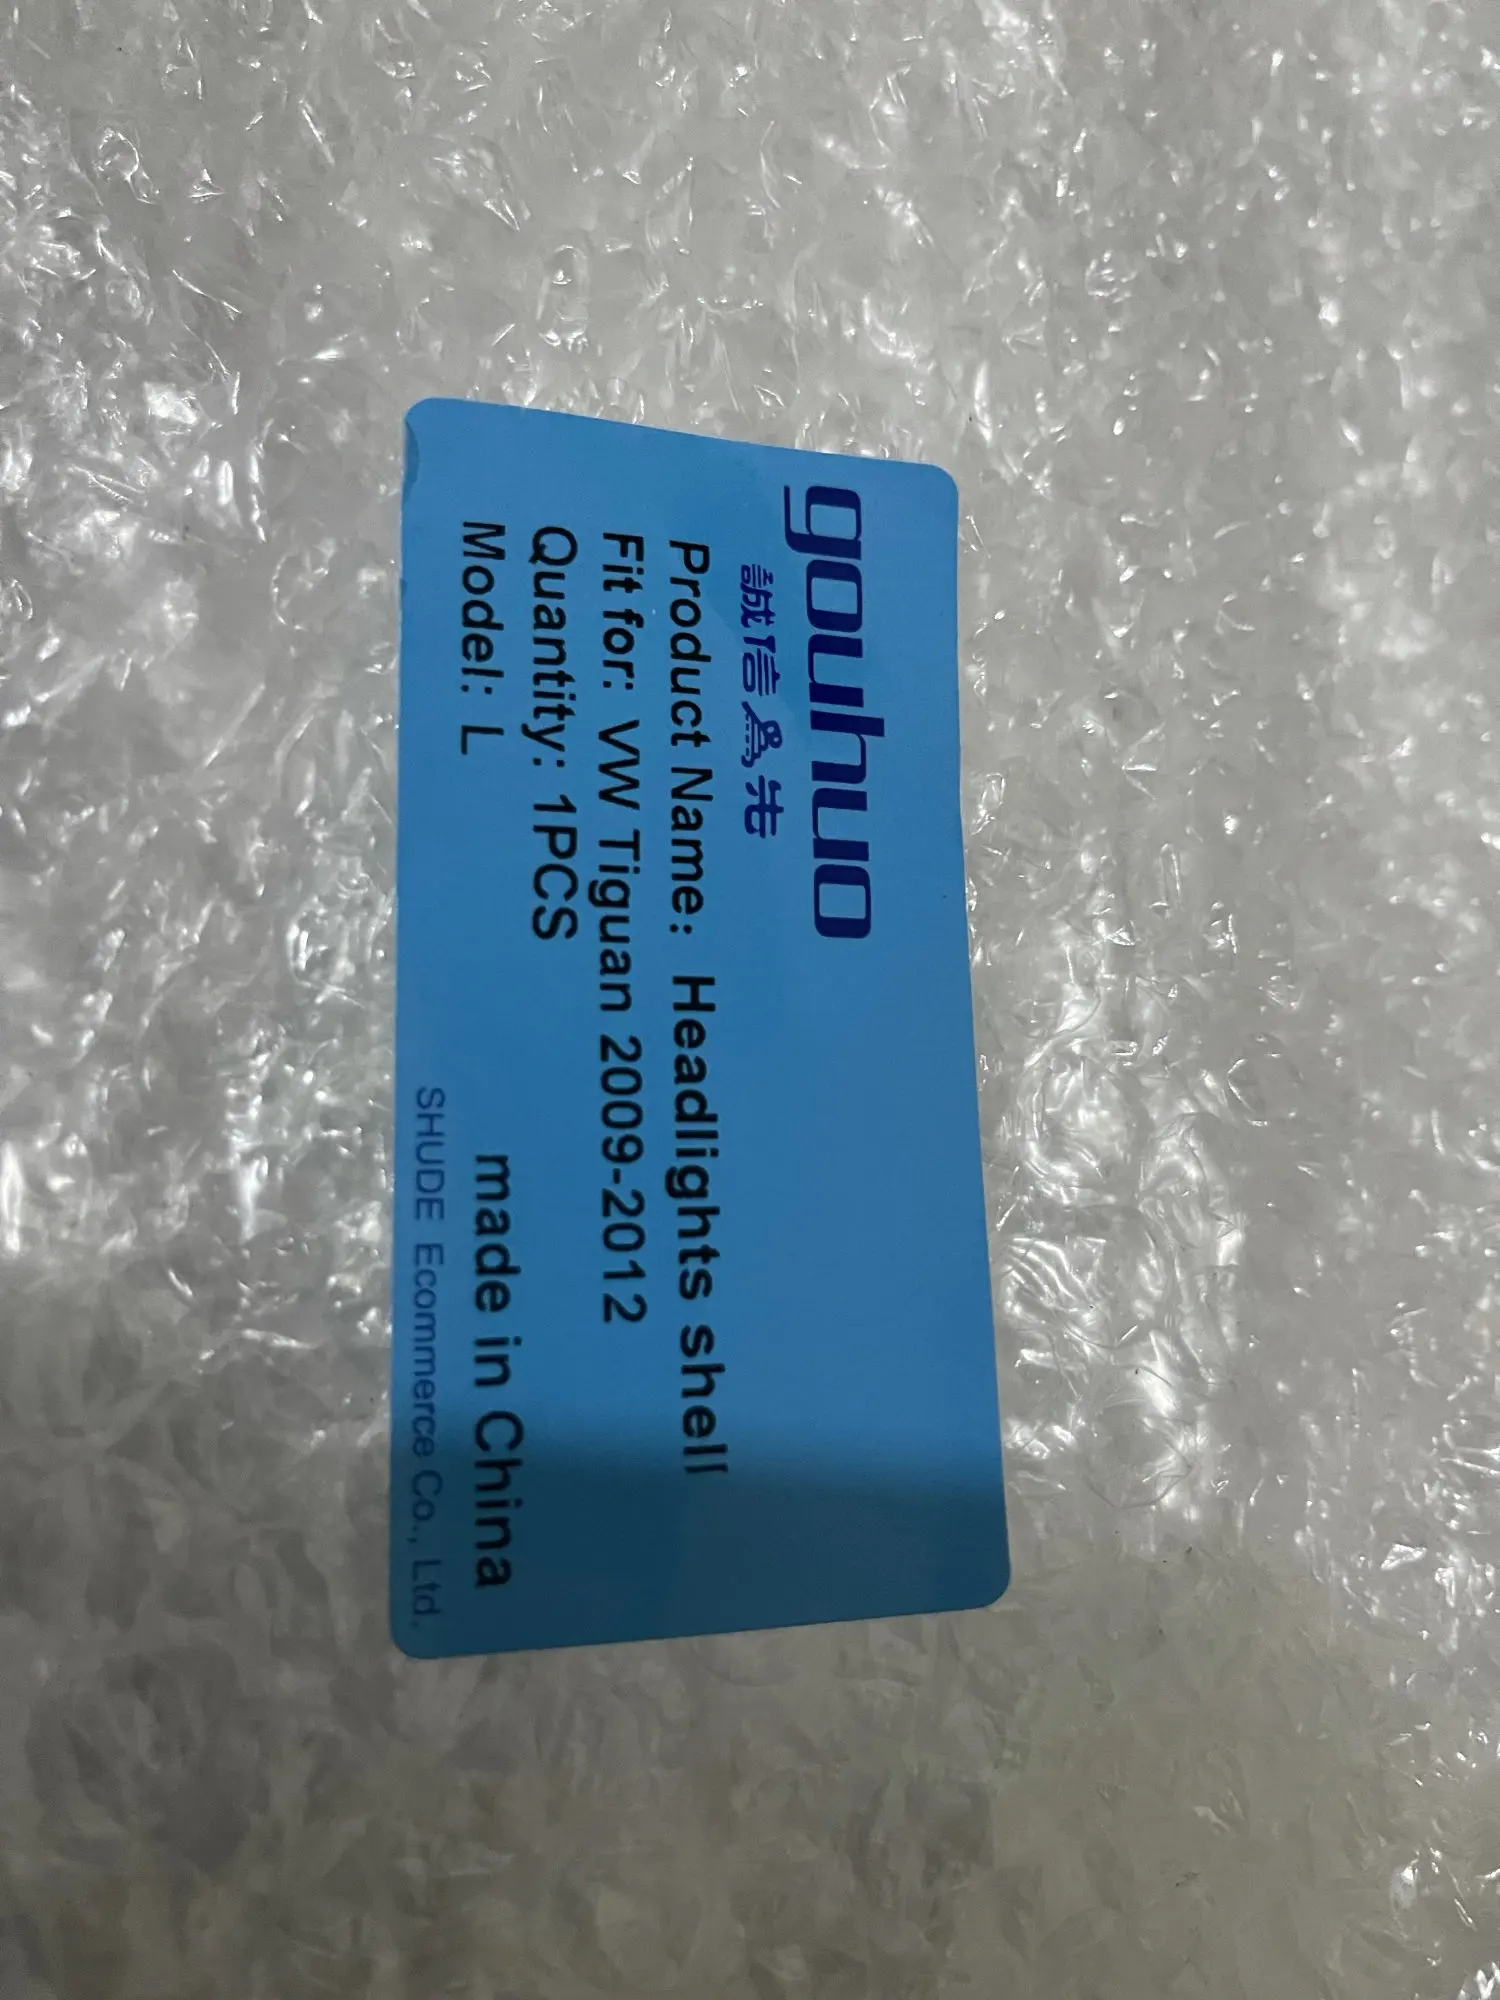 gouhuo
誠信為先
Product Name: Headlights shell
Fit for: VW Tiguan 2009-2012
Quantity: 1PCS
Model: L
made in China
SHUDE Ecommerce Co., Ltd.